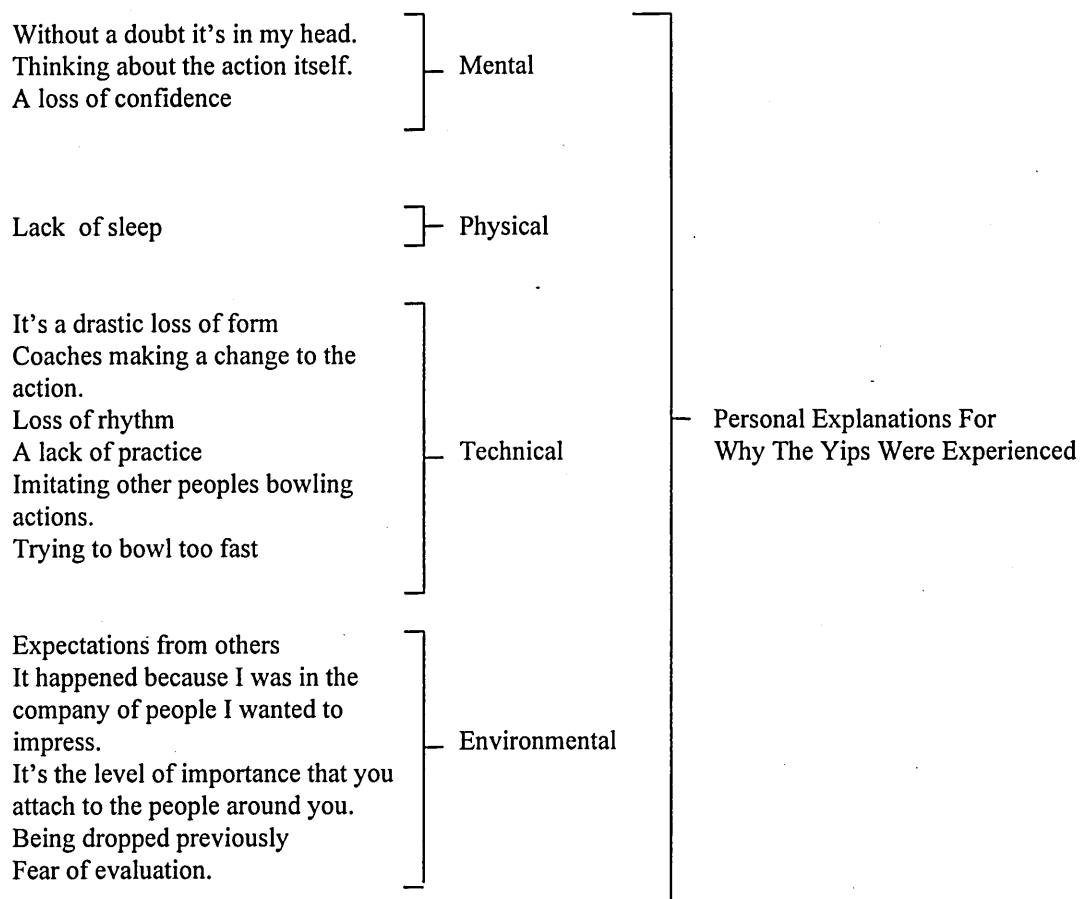 Without a doubt it's in my head.
Thinking about the action itself.
A loss of confidence
Mental
Lack of sleep
Physical
It's a drastic loss of form
Coaches making a change to the
action.
Loss of rhythm
A lack of practice
Imitating other peoples bowling
actions.
Trying to bowl too fast
Technical
Personal Explanations For
Why The Yips Were Experienced
Expectations from others
It happened because I was in the
company of people I wanted to
impress.
It's the level of importance that you
attach to the people around you.
Being dropped previously
Fear of evaluation.
Environmental